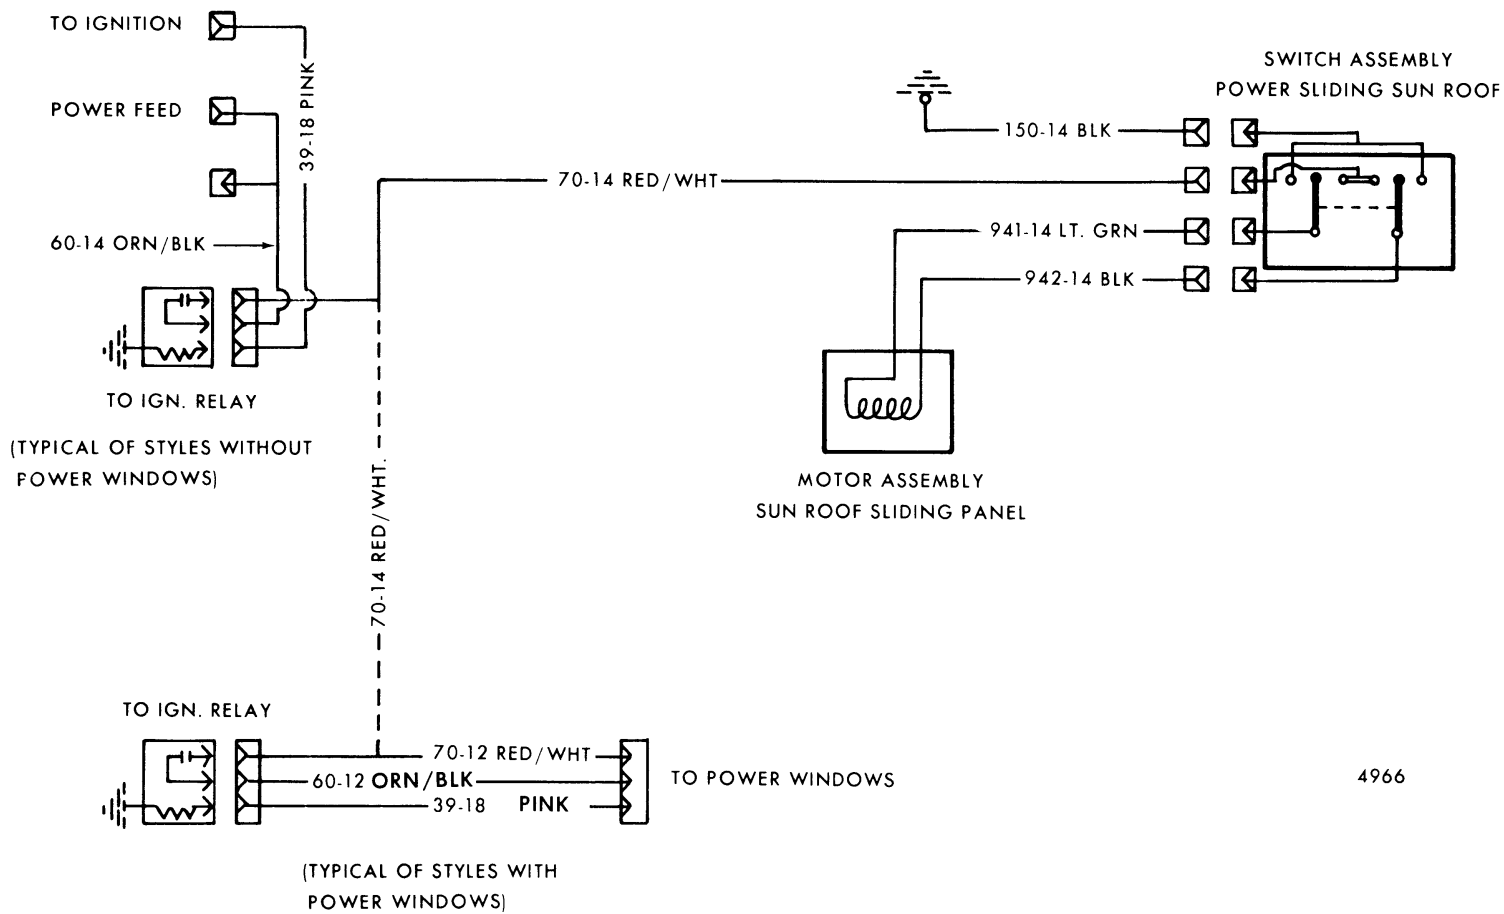 TO IGNITION
POWER FEED
39-18 PINK
60-14 ORN/BLK
TO IGN. RELAY
(TYPICAL OF STYLES WITHOUT
POWER WINDOWS)
SWITCH ASSEMBLY
POWER SLIDING SUN ROOF
150-14 BLK
70-14 RED/WHT
941-14 LT. GRN
942-14 BLK
MOTOR ASSEMBLY
SUN ROOF SLIDING PANEL
70-14 RED/WHT.
TO IGN. RELAY
70-12 RED/WHT
60-12 ORN/BLK
39-18 PINK
TO POWER WINDOWS
4966
(TYPICAL OF STYLES WITH
POWER WINDOWS)